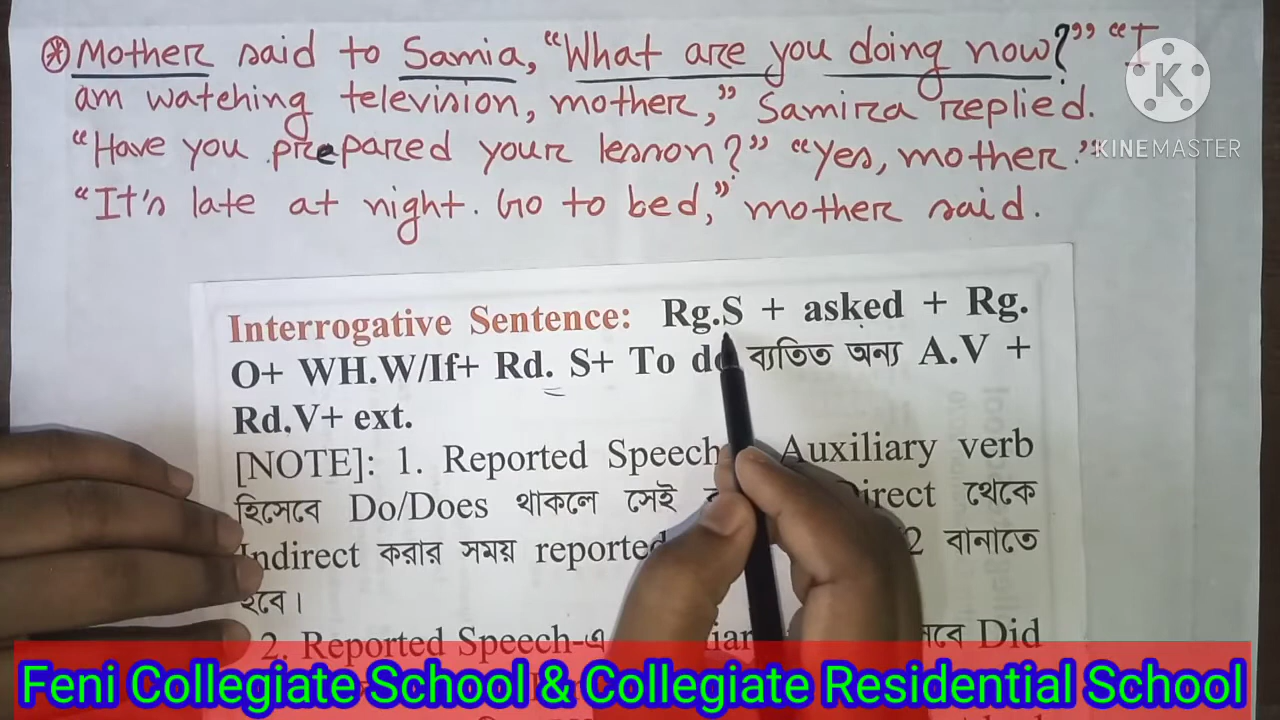 Mother said to Samia, "What are you doing now?" "I
am watching television, mother," Samira replied.
"Have you prepared your lesson?" "Yes, mother."
"It's late at night. Go to bed," mother said.
K
KINEMASTER
Interrogative Sentence: Rg.S + asked + Rg.
O+ WH.W/If+ Rd. S+ To do ব্যতিত অন্য A.V +
Rd.V+ ext.
[NOTE]: 1. Reported Speech Auxiliary verb
হিসেবে Do/Does থাকলে সেই Direct থেকে
Indirect করার সময় reported 2 বানাতে
হবে।
2. Reported Speech-এ Did
Feni Collegiate School & Collegiate Residential School